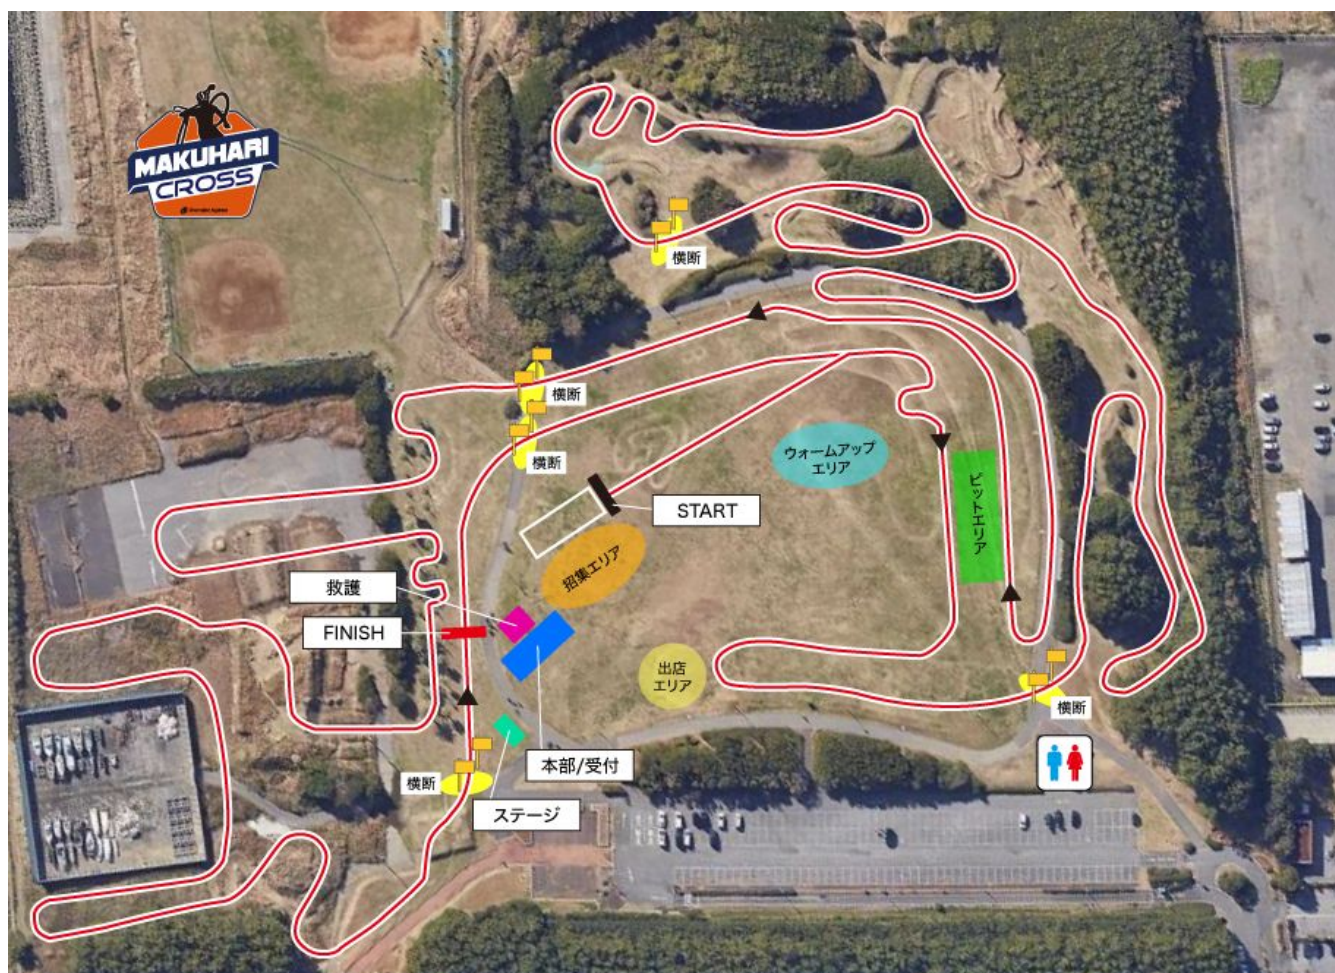 MAKUHARI
CROSS
横断
横断
横断
ウォームアップ
エリア
ピットエリア
START
招集エリア
救護
FINISH
出店
エリア
横断
本部/受付
横断
ステージ